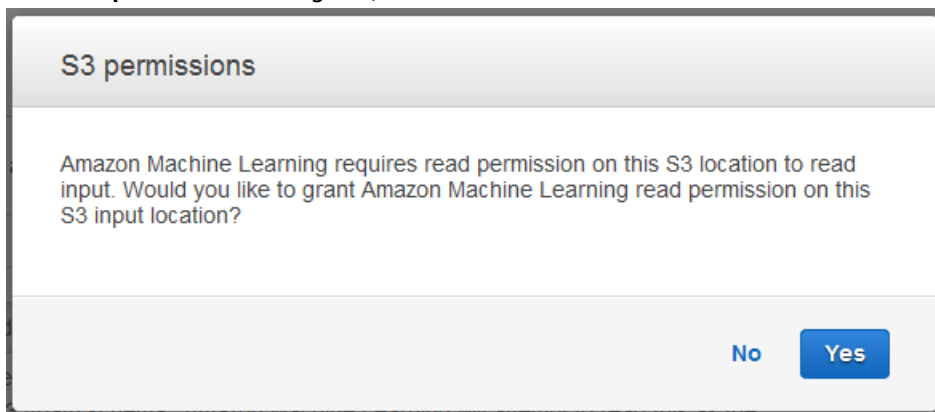 S3 permissions
Amazon Machine Learning requires read permission on this S3 location to read
input. Would you like to grant Amazon Machine Learning read permission on this
S3 input location?
No Yes